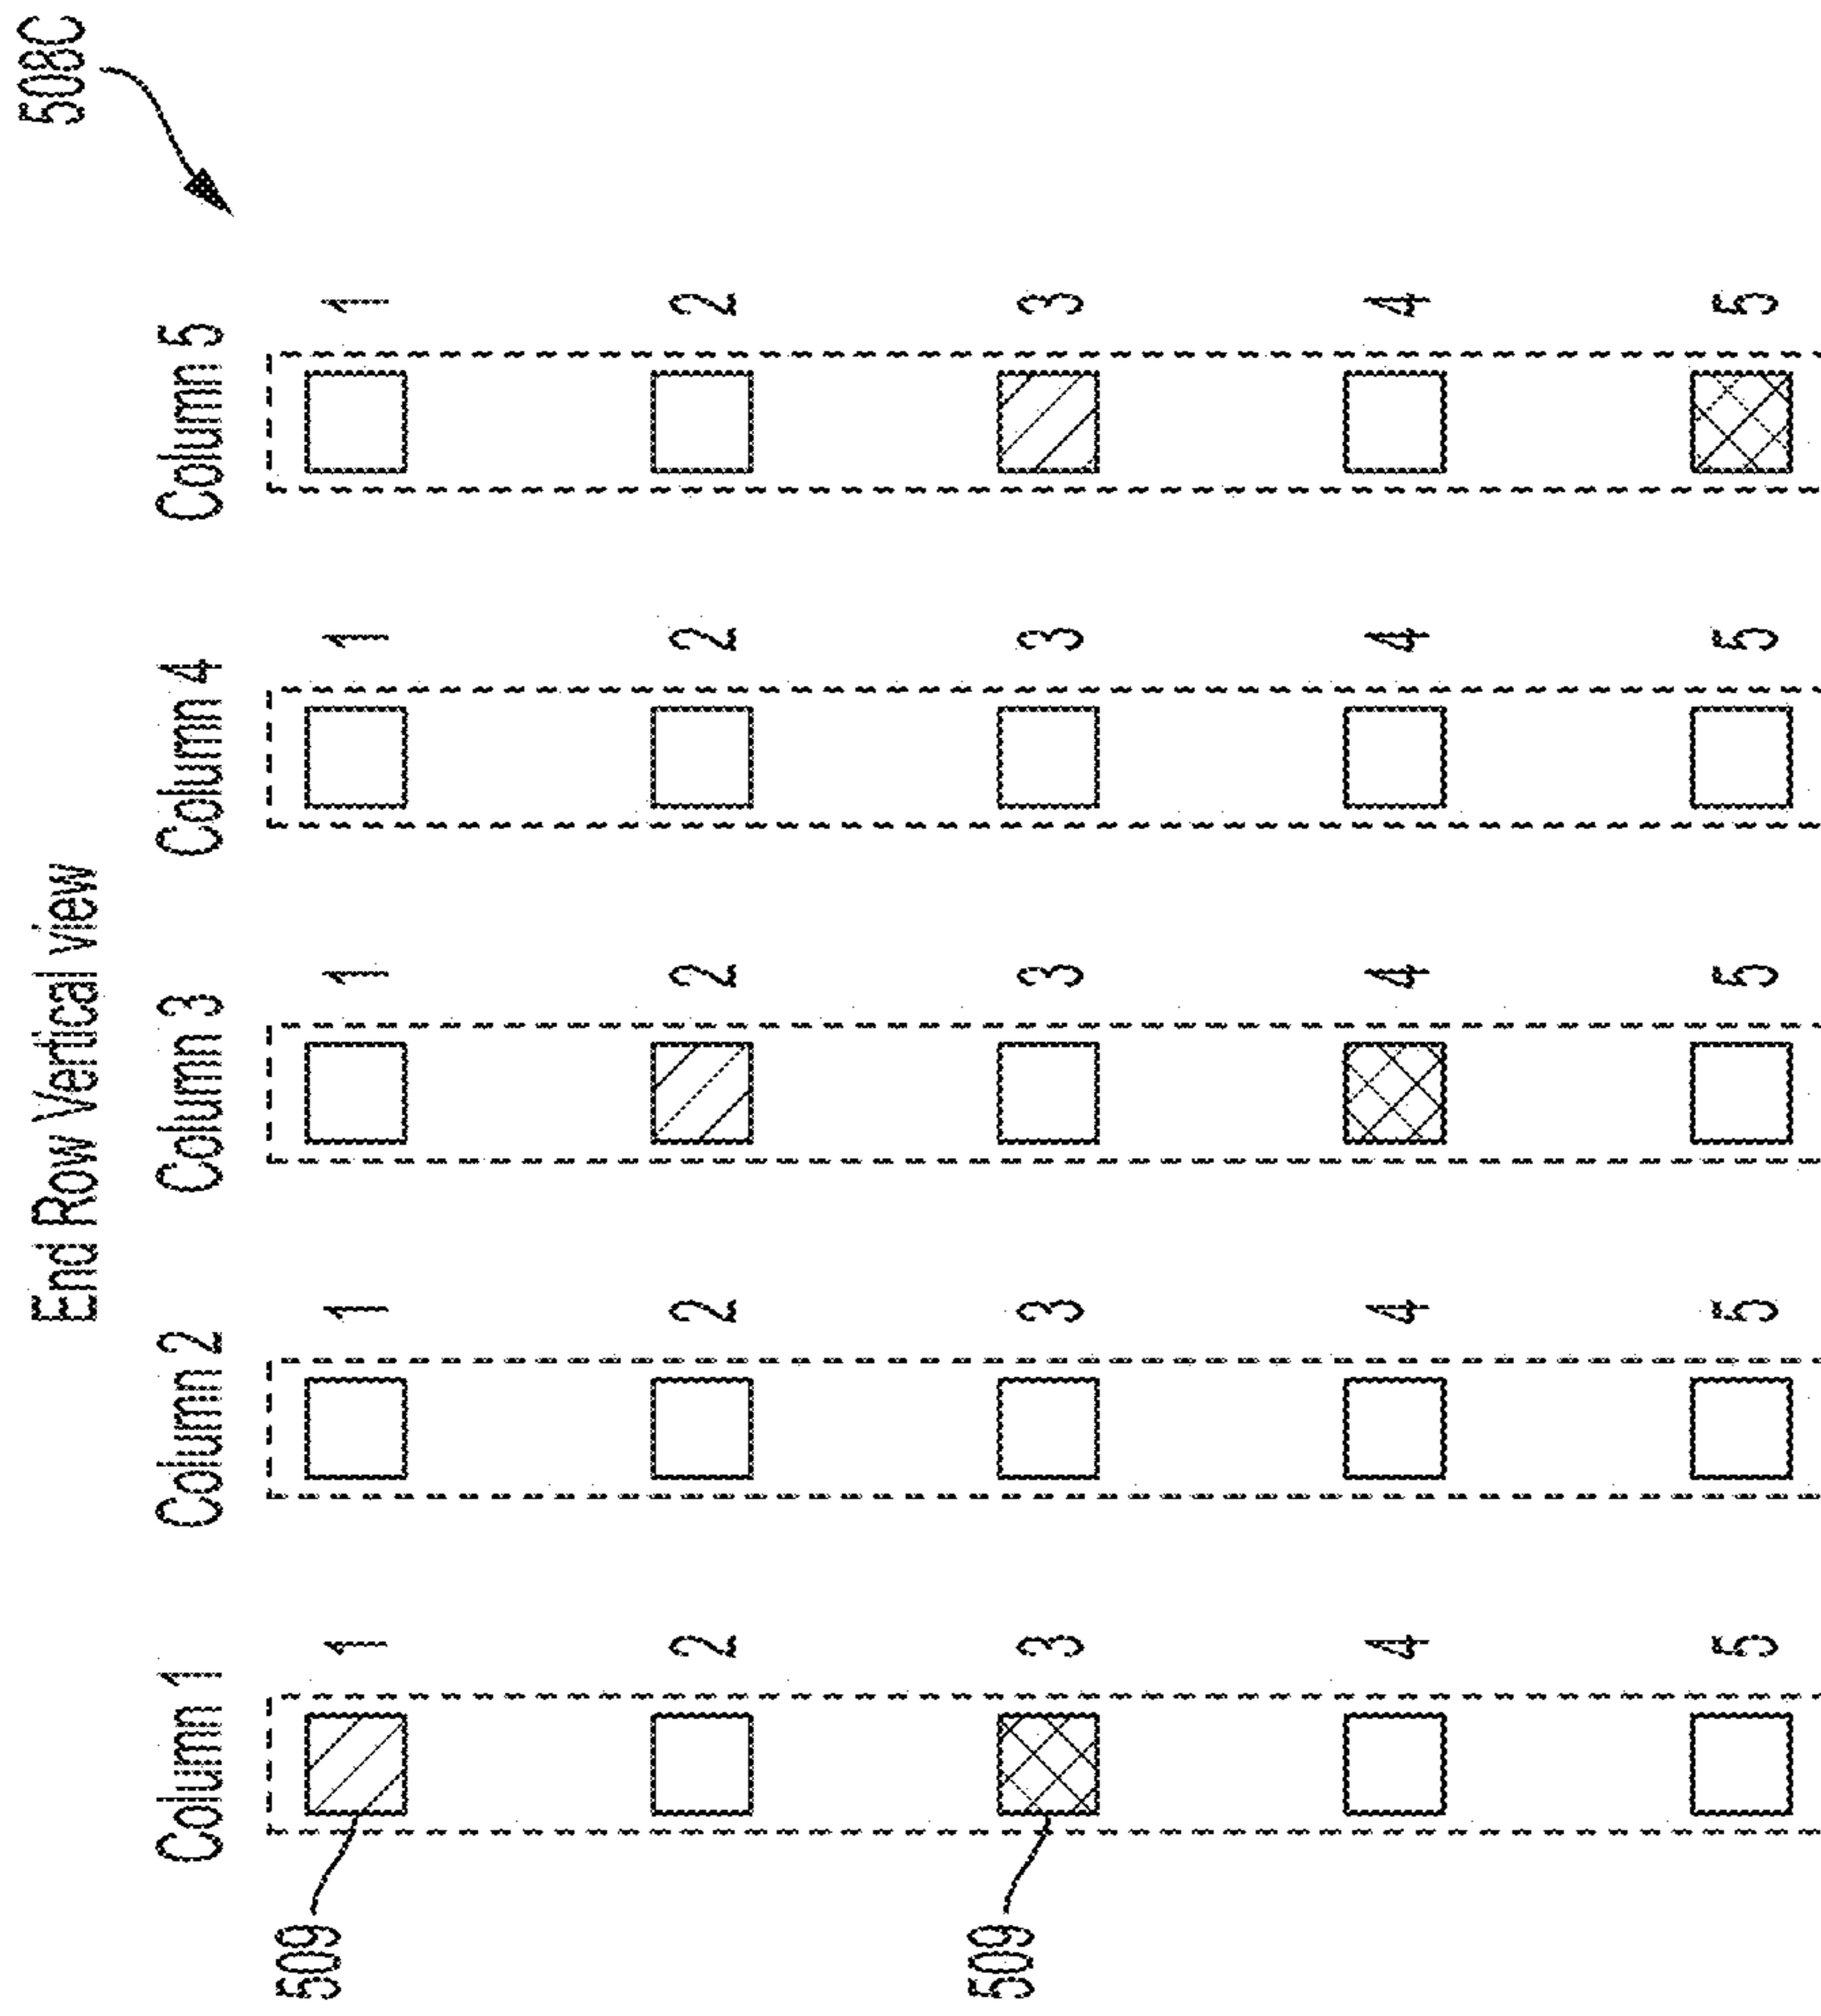 508C
End Row Vertical view
Column 1 Column 2 Column 3 Column 4 Column 5
509 1 1 1 1 1
2 2 2 2 2
509 3 3 3 3 3
4 4 4 4 4
5 5 5 5 5